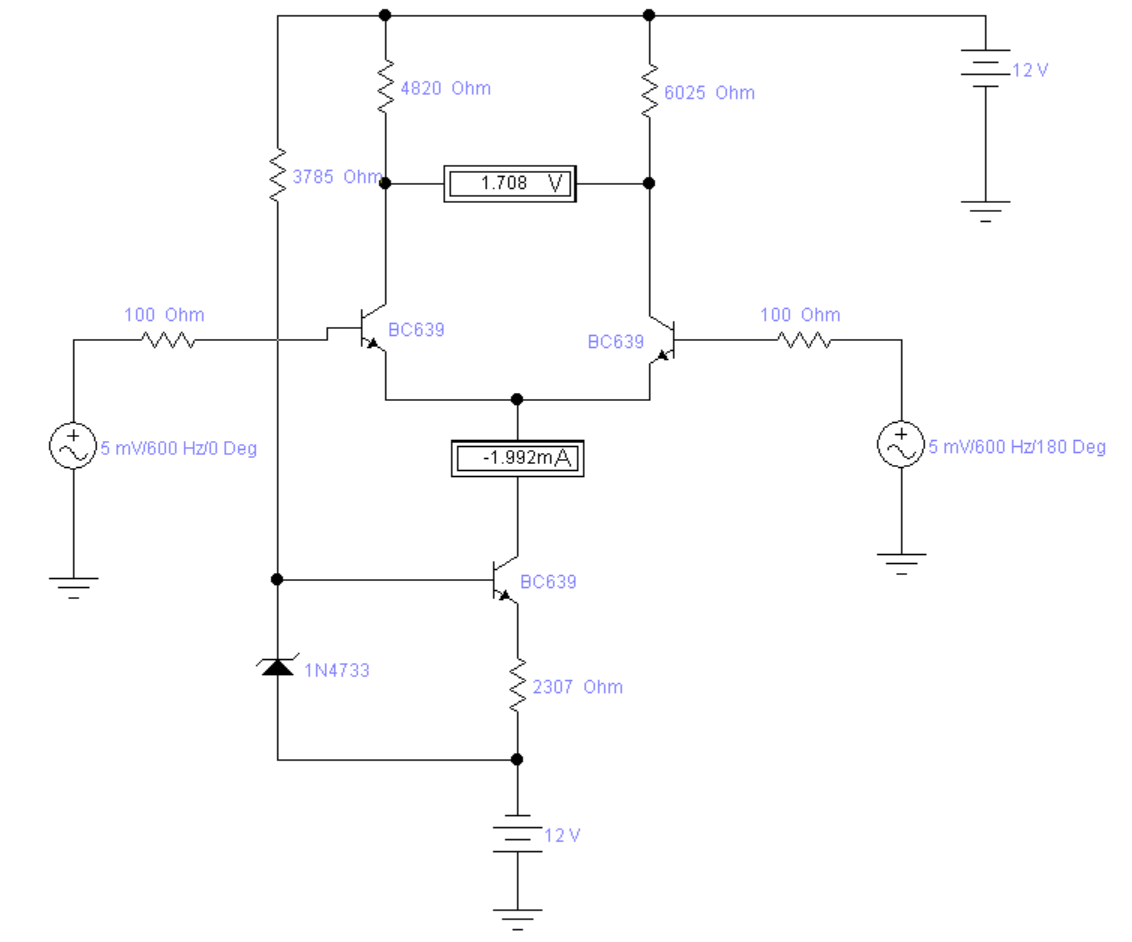 12 V
4820 Ohm
6025 Ohm
3785 Ohm
1.708 V
100 Ohm
BC639
BC639
100 Ohm
5 mV/600 Hz/0 Deg
-1.992mA
5 mV/600 Hz/180 Deg
BC639
1N4733
2307 Ohm
12 V